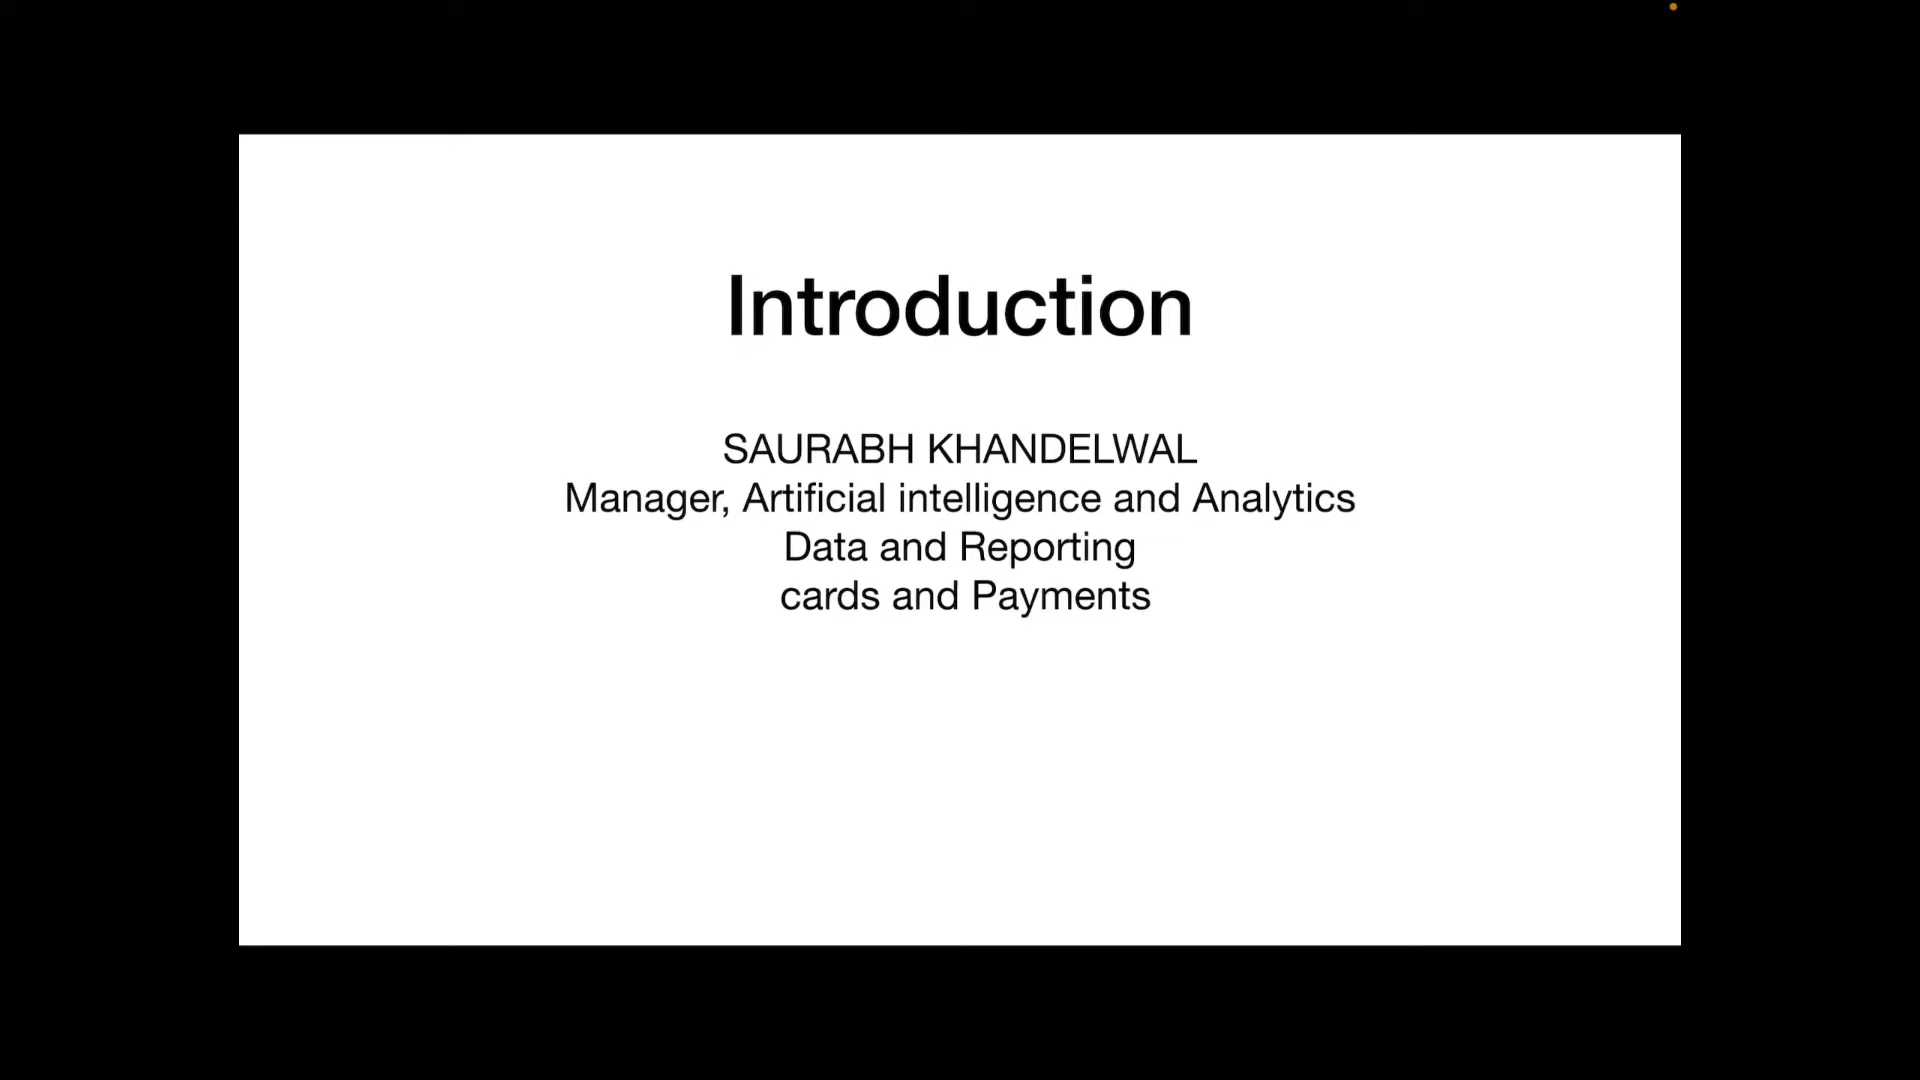 Introduction
SAURABH KHANDELWAL
Manager, Artificial intelligence and Analytics
Data and Reporting
cards and Payments